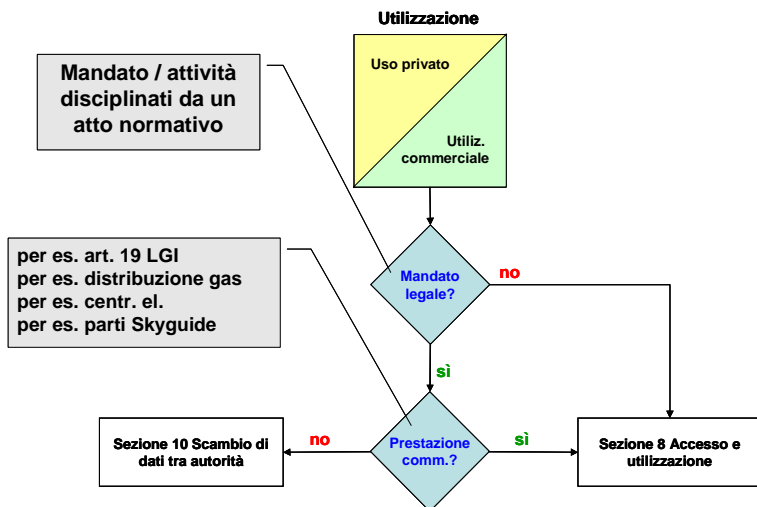 Utilizzazione
Uso privato
Utiliz.
commerciale
Mandato / attività
disciplinati da un
atto normativo
per es. art. 19 LGI
per es. distribuzione gas
per es. centr. el.
per es. parti Skyguide
Mandato
legale?
no
sì
Prestazione
comm.?
no
sì
Sezione 10 Scambio di
dati tra autorità
Sezione 8 Accesso e
utilizzazione